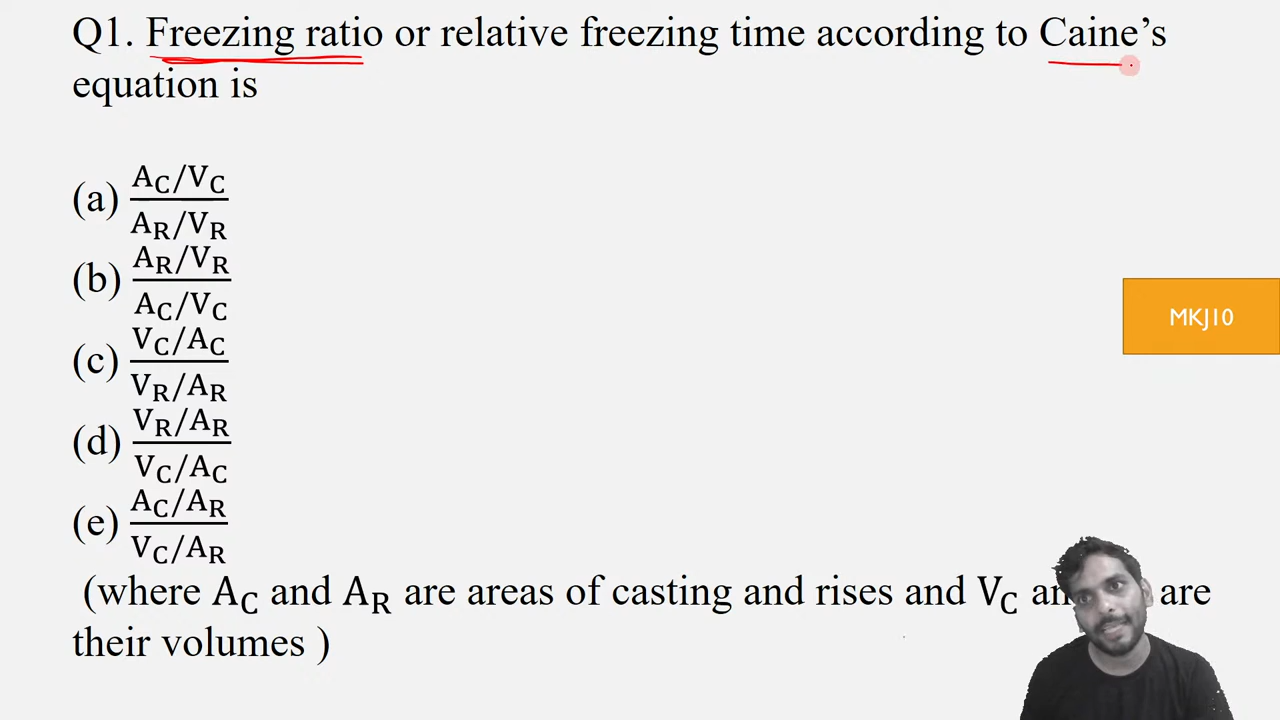 Q1. Freezing ratio or relative freezing time according to Caine’s
equation is
(a) A_C/V_C
A_R/V_R
(b) A_R/V_R
A_C/V_C
(c) V_C/A_C
V_R/A_R
(d) V_R/A_R
V_C/A_C
(e) A_C/A_R
V_C/A_R
MKJ10
(where A_C and A_R are areas of casting and rises and V_C are
their volumes )